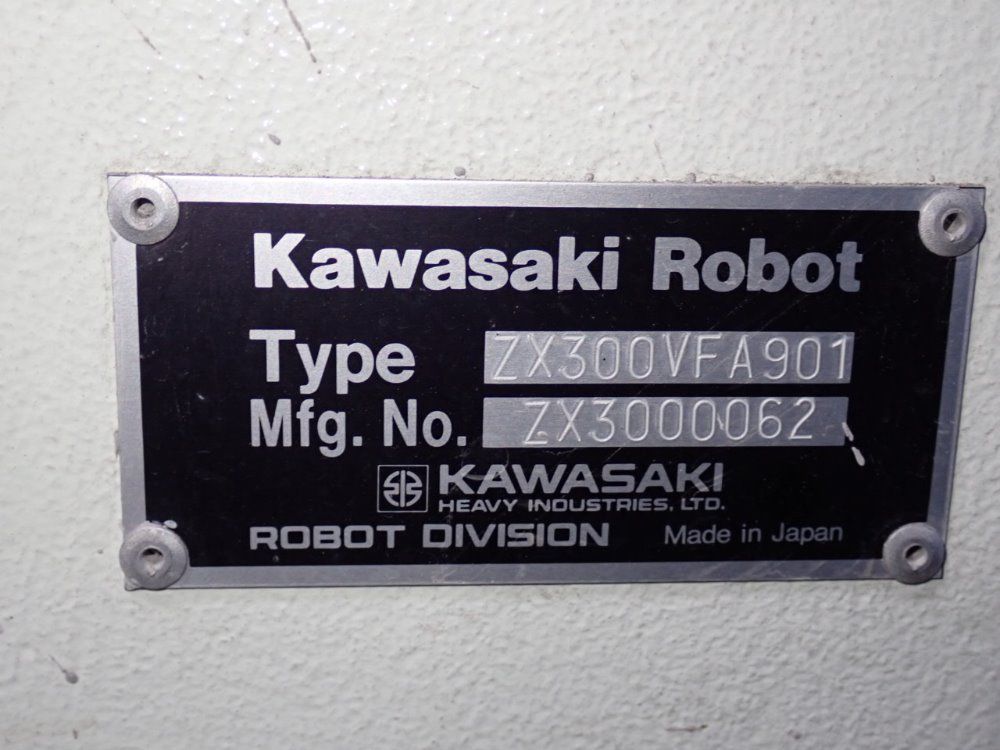 Kawasaki Robot
Type ZX300VFA901
Mfg. No. ZX3000062
KAWASAKI
HEAVY INDUSTRIES, LTD.
ROBOT DIVISION Made in Japan